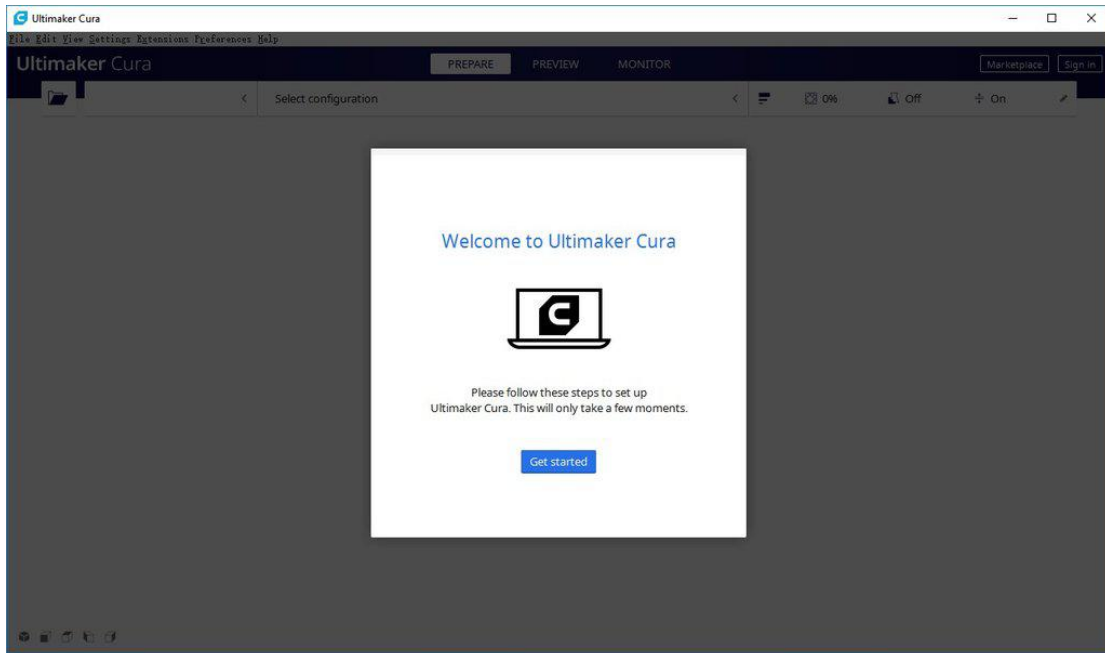 Ultimaker Cura
File Edit View Settings Extensions Preferences Help
Ultimaker Cura PREPARE PREVIEW MONITOR Marketplace Sign in
Select configuration 0% Off On
Welcome to Ultimaker Cura
Please follow these steps to set up
Ultimaker Cura. This will only take a few moments.
Get started